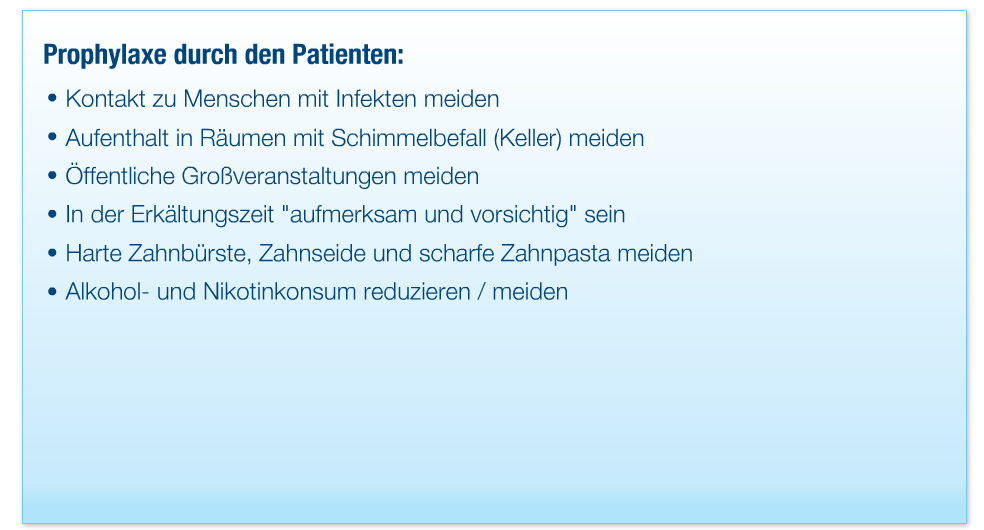 Prophylaxe durch den Patienten:
• Kontakt zu Menschen mit Infekten meiden
• Aufenthalt in Räumen mit Schimmelbefall (Keller) meiden
• Öffentliche Großveranstaltungen meiden
• In der Erkältungszeit "aufmerksam und vorsichtig" sein
• Harte Zahnbürste, Zahnseide und scharfe Zahnpasta meiden
• Alkohol- und Nikotinkonsum reduzieren / meiden